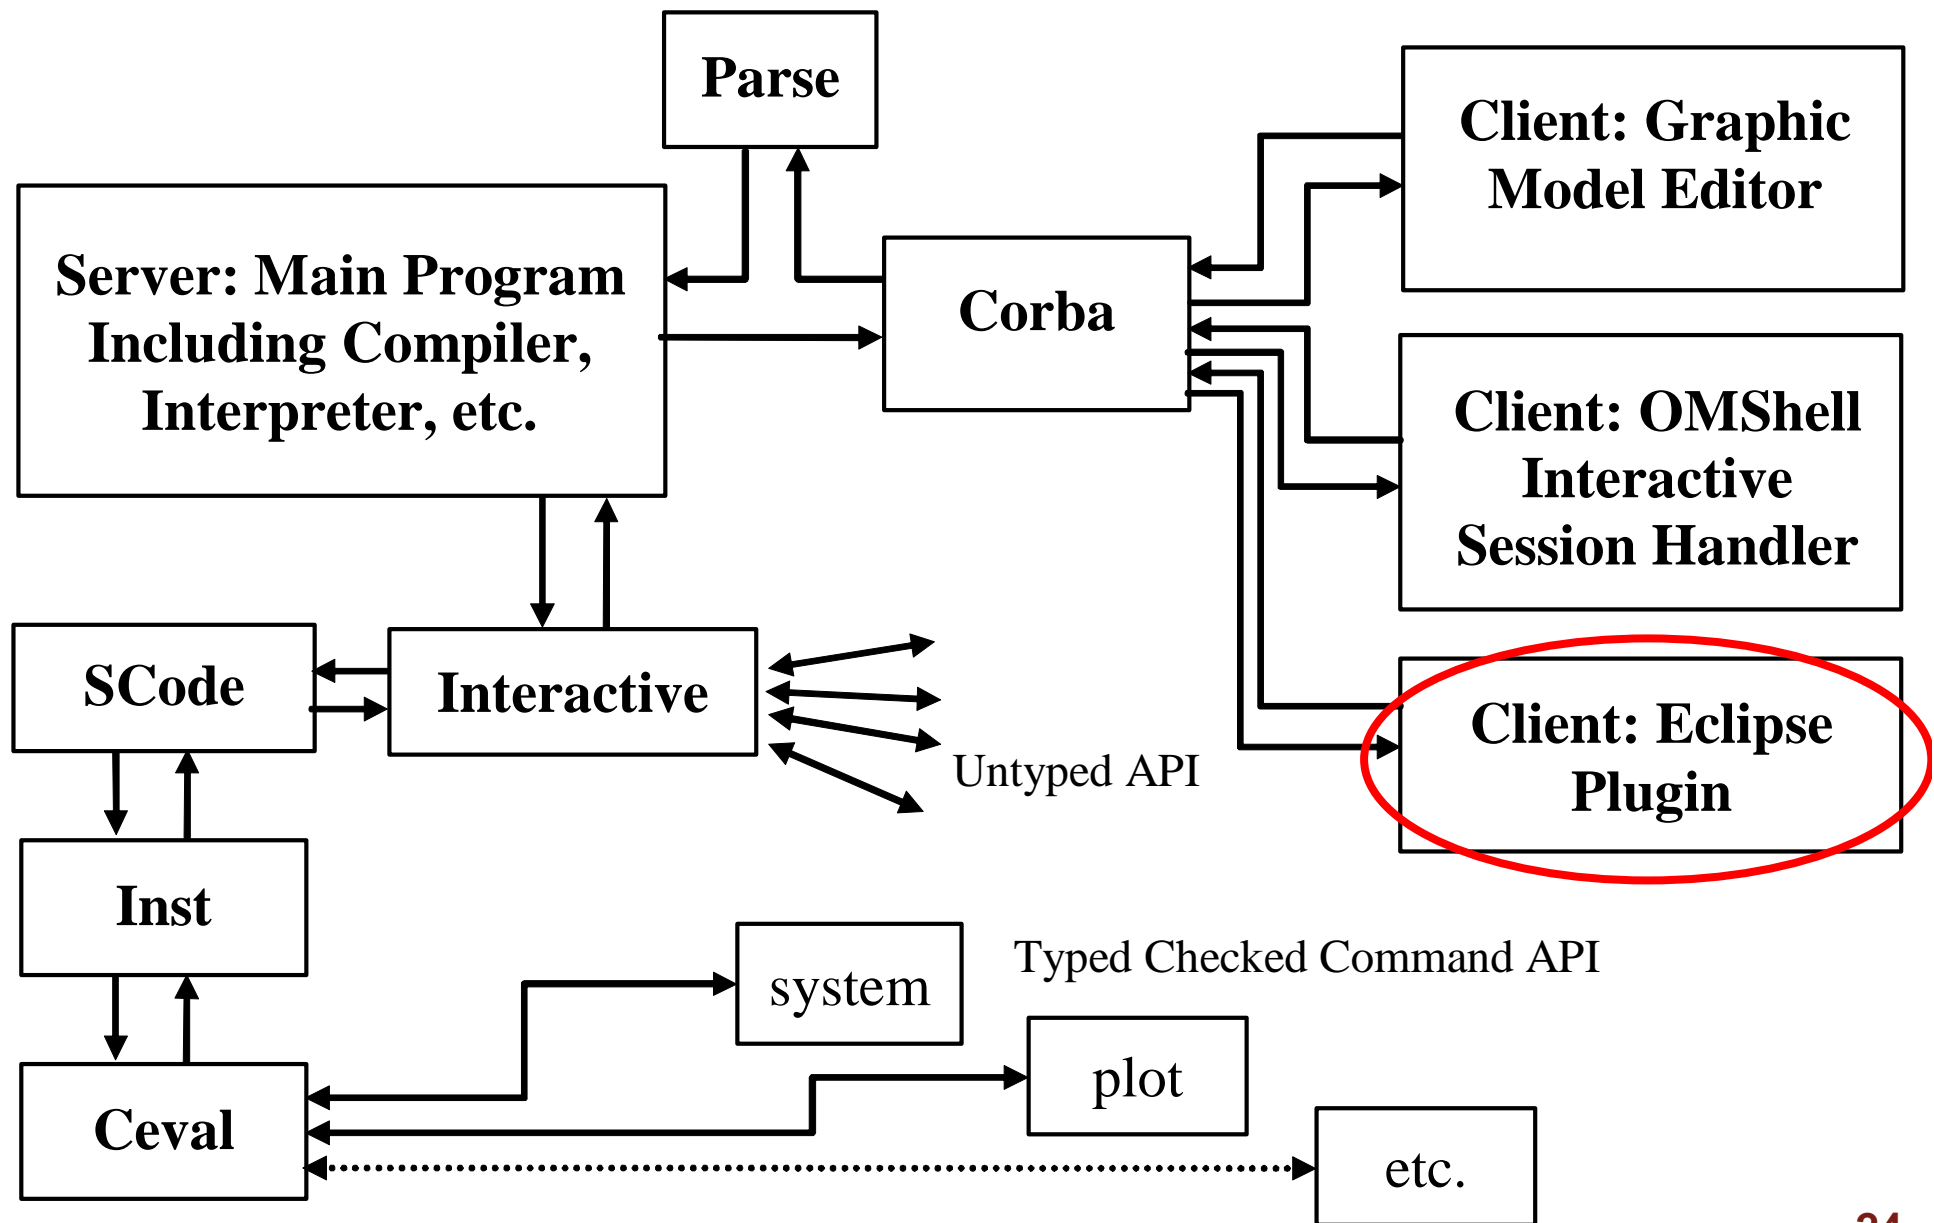 Parse
Client: Graphic
Model Editor
Server: Main Program
Including Compiler,
Interpreter, etc.
Corba
Client: OMShell
Interactive
Session Handler
SCode
Interactive
Untyped API
Client: Eclipse
Plugin
Inst
system
Typed Checked Command API
plot
Ceval
etc.